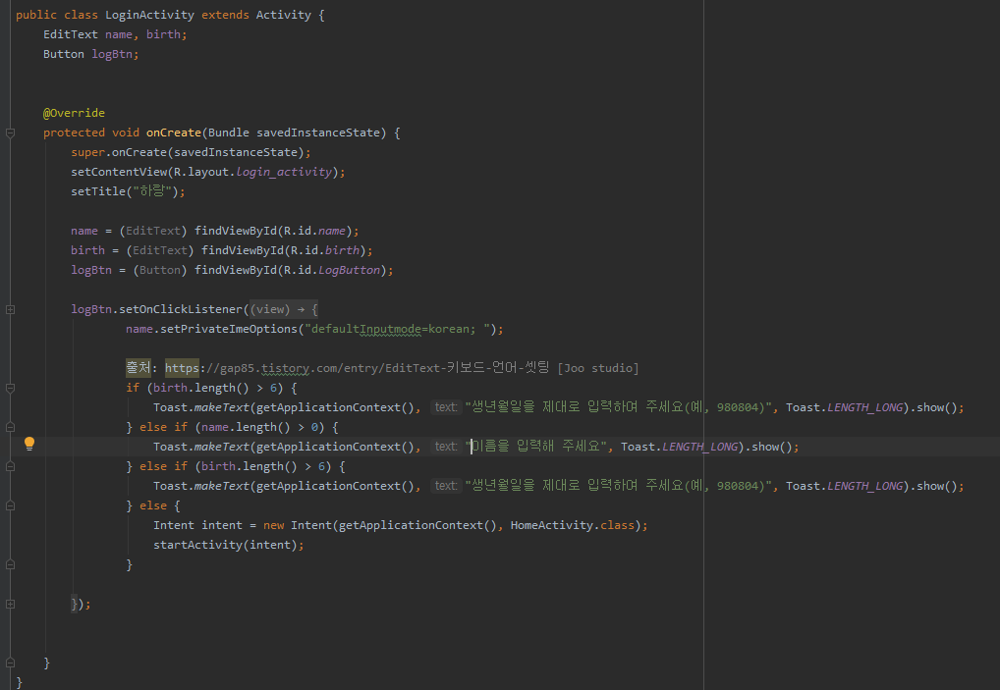 public class LoginActivity extends Activity {
EditText name, birth;
Button logBtn;
@Override
protected void onCreate(Bundle savedInstanceState) {
super.onCreate(savedInstanceState);
setContentView(R.layout.login_activity);
setTitle("하랑");
name = (EditText) findViewById(R.id.name);
birth = (EditText) findViewById(R.id.birth);
logBtn = (Button) findViewById(R.id.LogButton);
logBtn.setOnClickListener((view) → {
name.setPrivateImeOptions("defaultInputmode=korean; ");
출처: https://gap85.tistory.com/entry/EditText-키보드-언어-셋팅 [Joo studio]
if (birth.length() > 6) {
Toast.makeText(getApplicationContext(), text: "생년월일을 제대로 입력하여 주세요(예, 980804)", Toast.LENGTH_LONG).show();
} else if (name.length() > 0) {
Toast.makeText(getApplicationContext(), text: "이름을 입력해 주세요", Toast.LENGTH_LONG).show();
} else if (birth.length() > 6) {
Toast.makeText(getApplicationContext(), text: "생년월일을 제대로 입력하여 주세요(예, 980804)", Toast.LENGTH_LONG).show();
} else {
Intent intent = new Intent(getApplicationContext(), HomeActivity.class);
startActivity(intent);
}
});
}
}